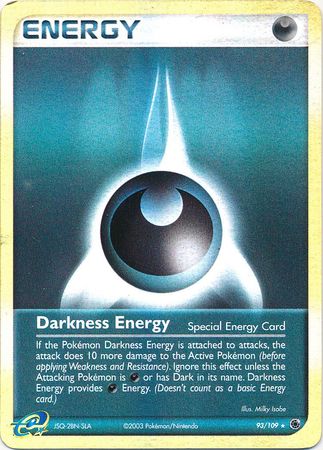 ENERGY
Darkness Energy Special Energy Card
If the Pokémon Darkness Energy is attached to attacks, the
attack does 10 more damage to the Active Pokémon (before
applying Weakness and Resistance). Ignore this effect unless the
Attacking Pokémon is or has Dark in its name. Darkness
Energy provides Energy. (Doesn't count as a basic Energy
card.)
Illus. Milky Isobe
e
JSQ-2BN-SLA ©2003 Pokémon/Nintendo 93/109 ★